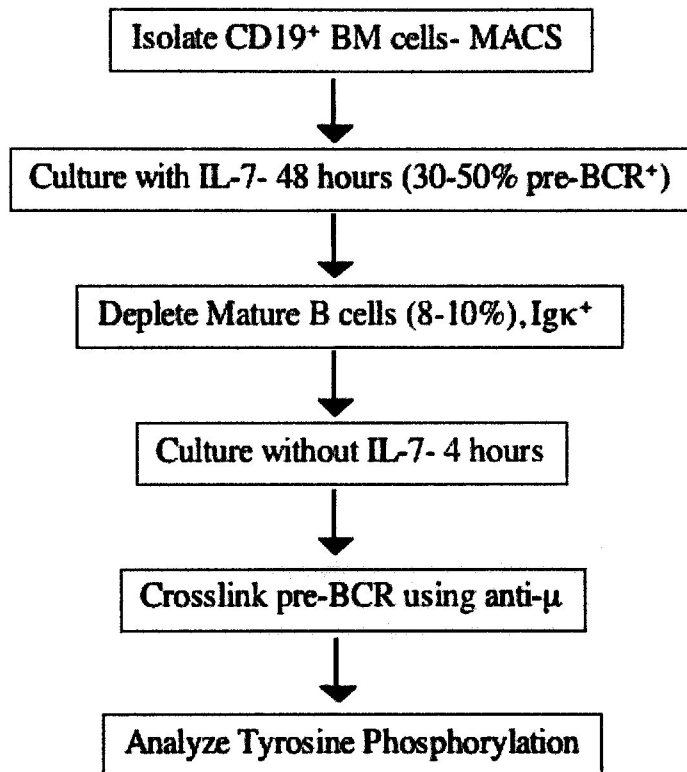 Isolate CD19⁺ BM cells- MACS
Culture with IL-7- 48 hours (30-50% pre-BCR⁺)
Deplete Mature B cells (8-10%), Igκ⁺
Culture without IL-7- 4 hours
Crosslink pre-BCR using anti-μ
Analyze Tyrosine Phosphorylation